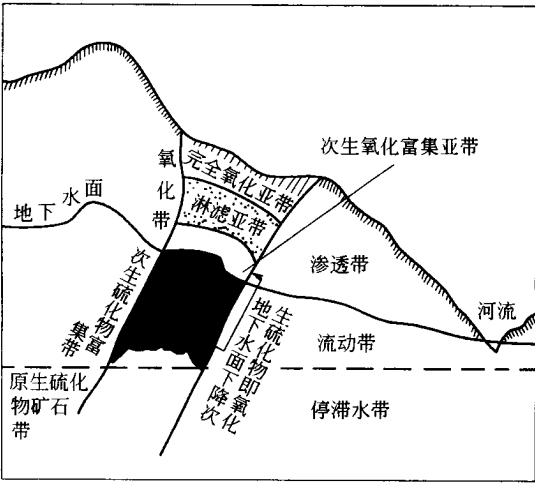 次生氧化富集亚带
氧化带
完全氧化亚带
淋滤亚带
地下水面
渗透带
河流
次生硫化物富
集带
地下水面下降次
生硫化物即氧化
流动带
原生硫化
物矿石
带
停滞水带